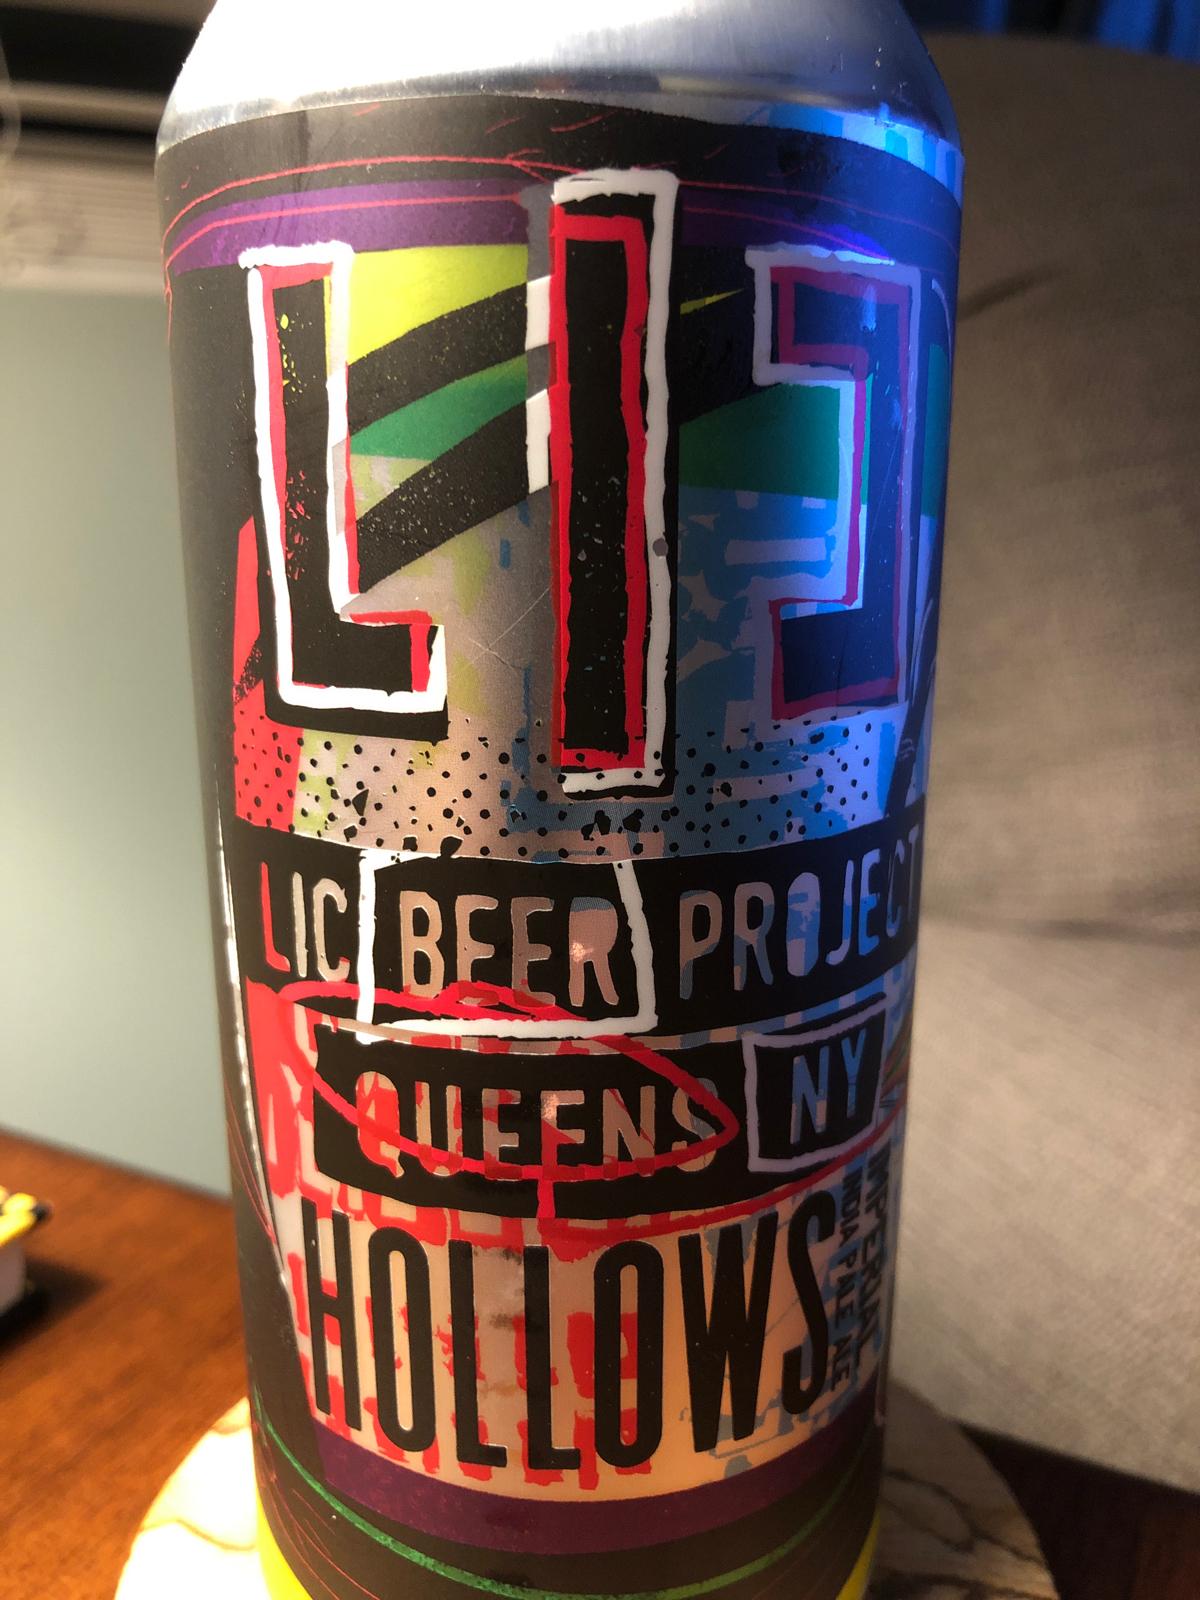 LIC
LIC BEER PROJECT
QUEENS NY
HOLLOWS
IMPERIAL
INDIA PALE ALE